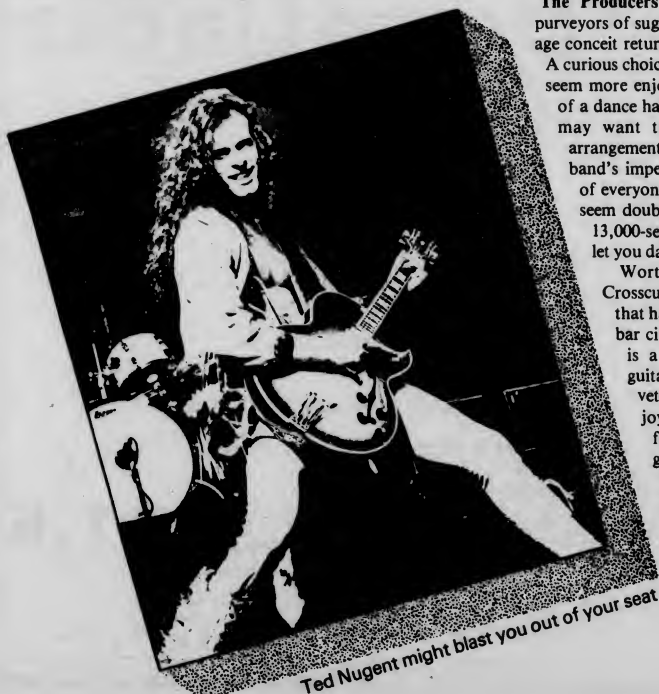 The Producers
purveyors of sug
age conceit return
A curious choic
seem more enj
of a dance ha
may want t
arrangement
band's impe
of everyon
seem doub
13,000-se
let you da
Wort
Crosscu
that h
bar ci
is a
guita
vet
joy
f
g
Ted Nugent might blast you out of your seat